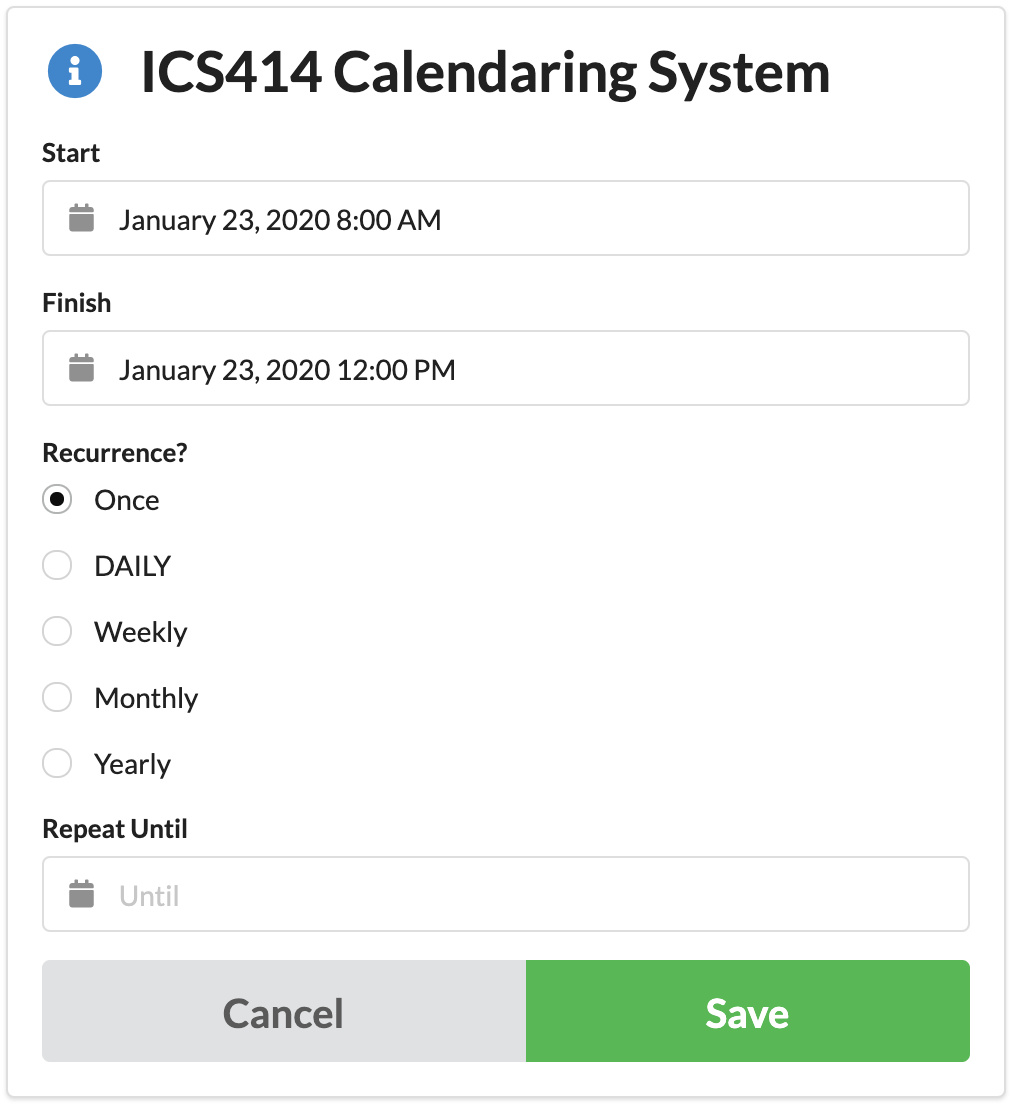 ICS414 Calendaring System
Start
January 23, 2020 8:00 AM
Finish
January 23, 2020 12:00 PM
Recurrence?
Once
DAILY
Weekly
Monthly
Yearly
Repeat Until
Until
Cancel
Save